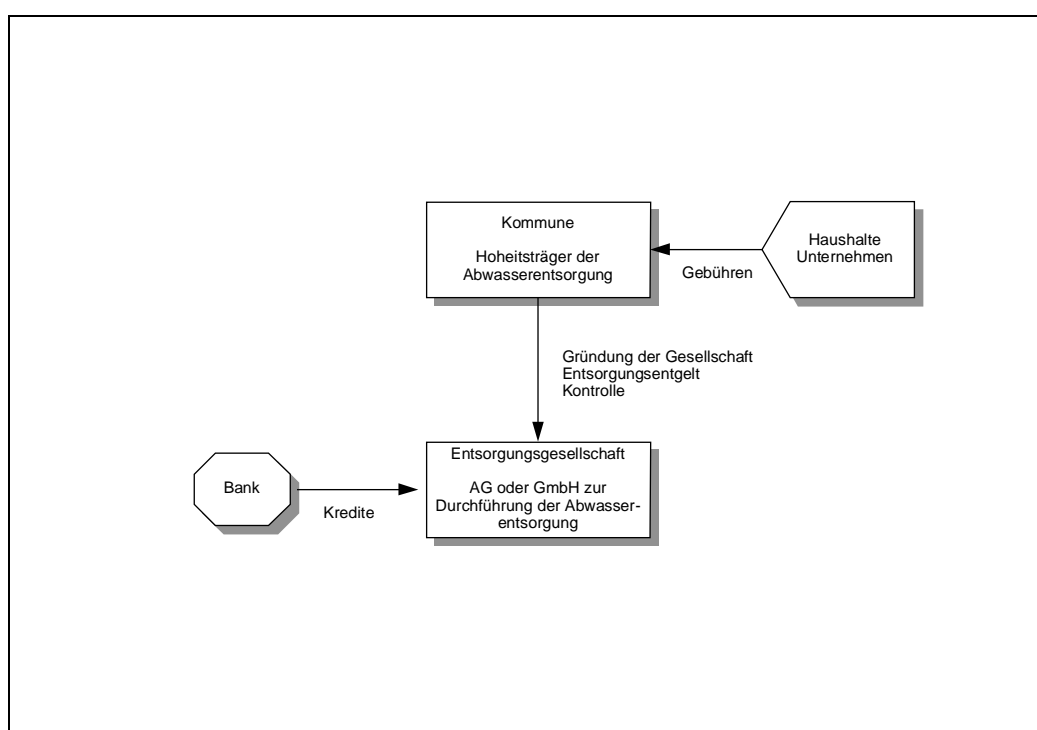 Kommune
Hoheitsträger der
Abwasserentsorgung
Haushalte
Unternehmen
Gebühren
Gründung der Gesellschaft
Entsorgungsentgelt
Kontrolle
Bank
Kredite
Entsorgungsgesellschaft
AG oder GmbH zur
Durchführung der Abwasser-
entsorgung